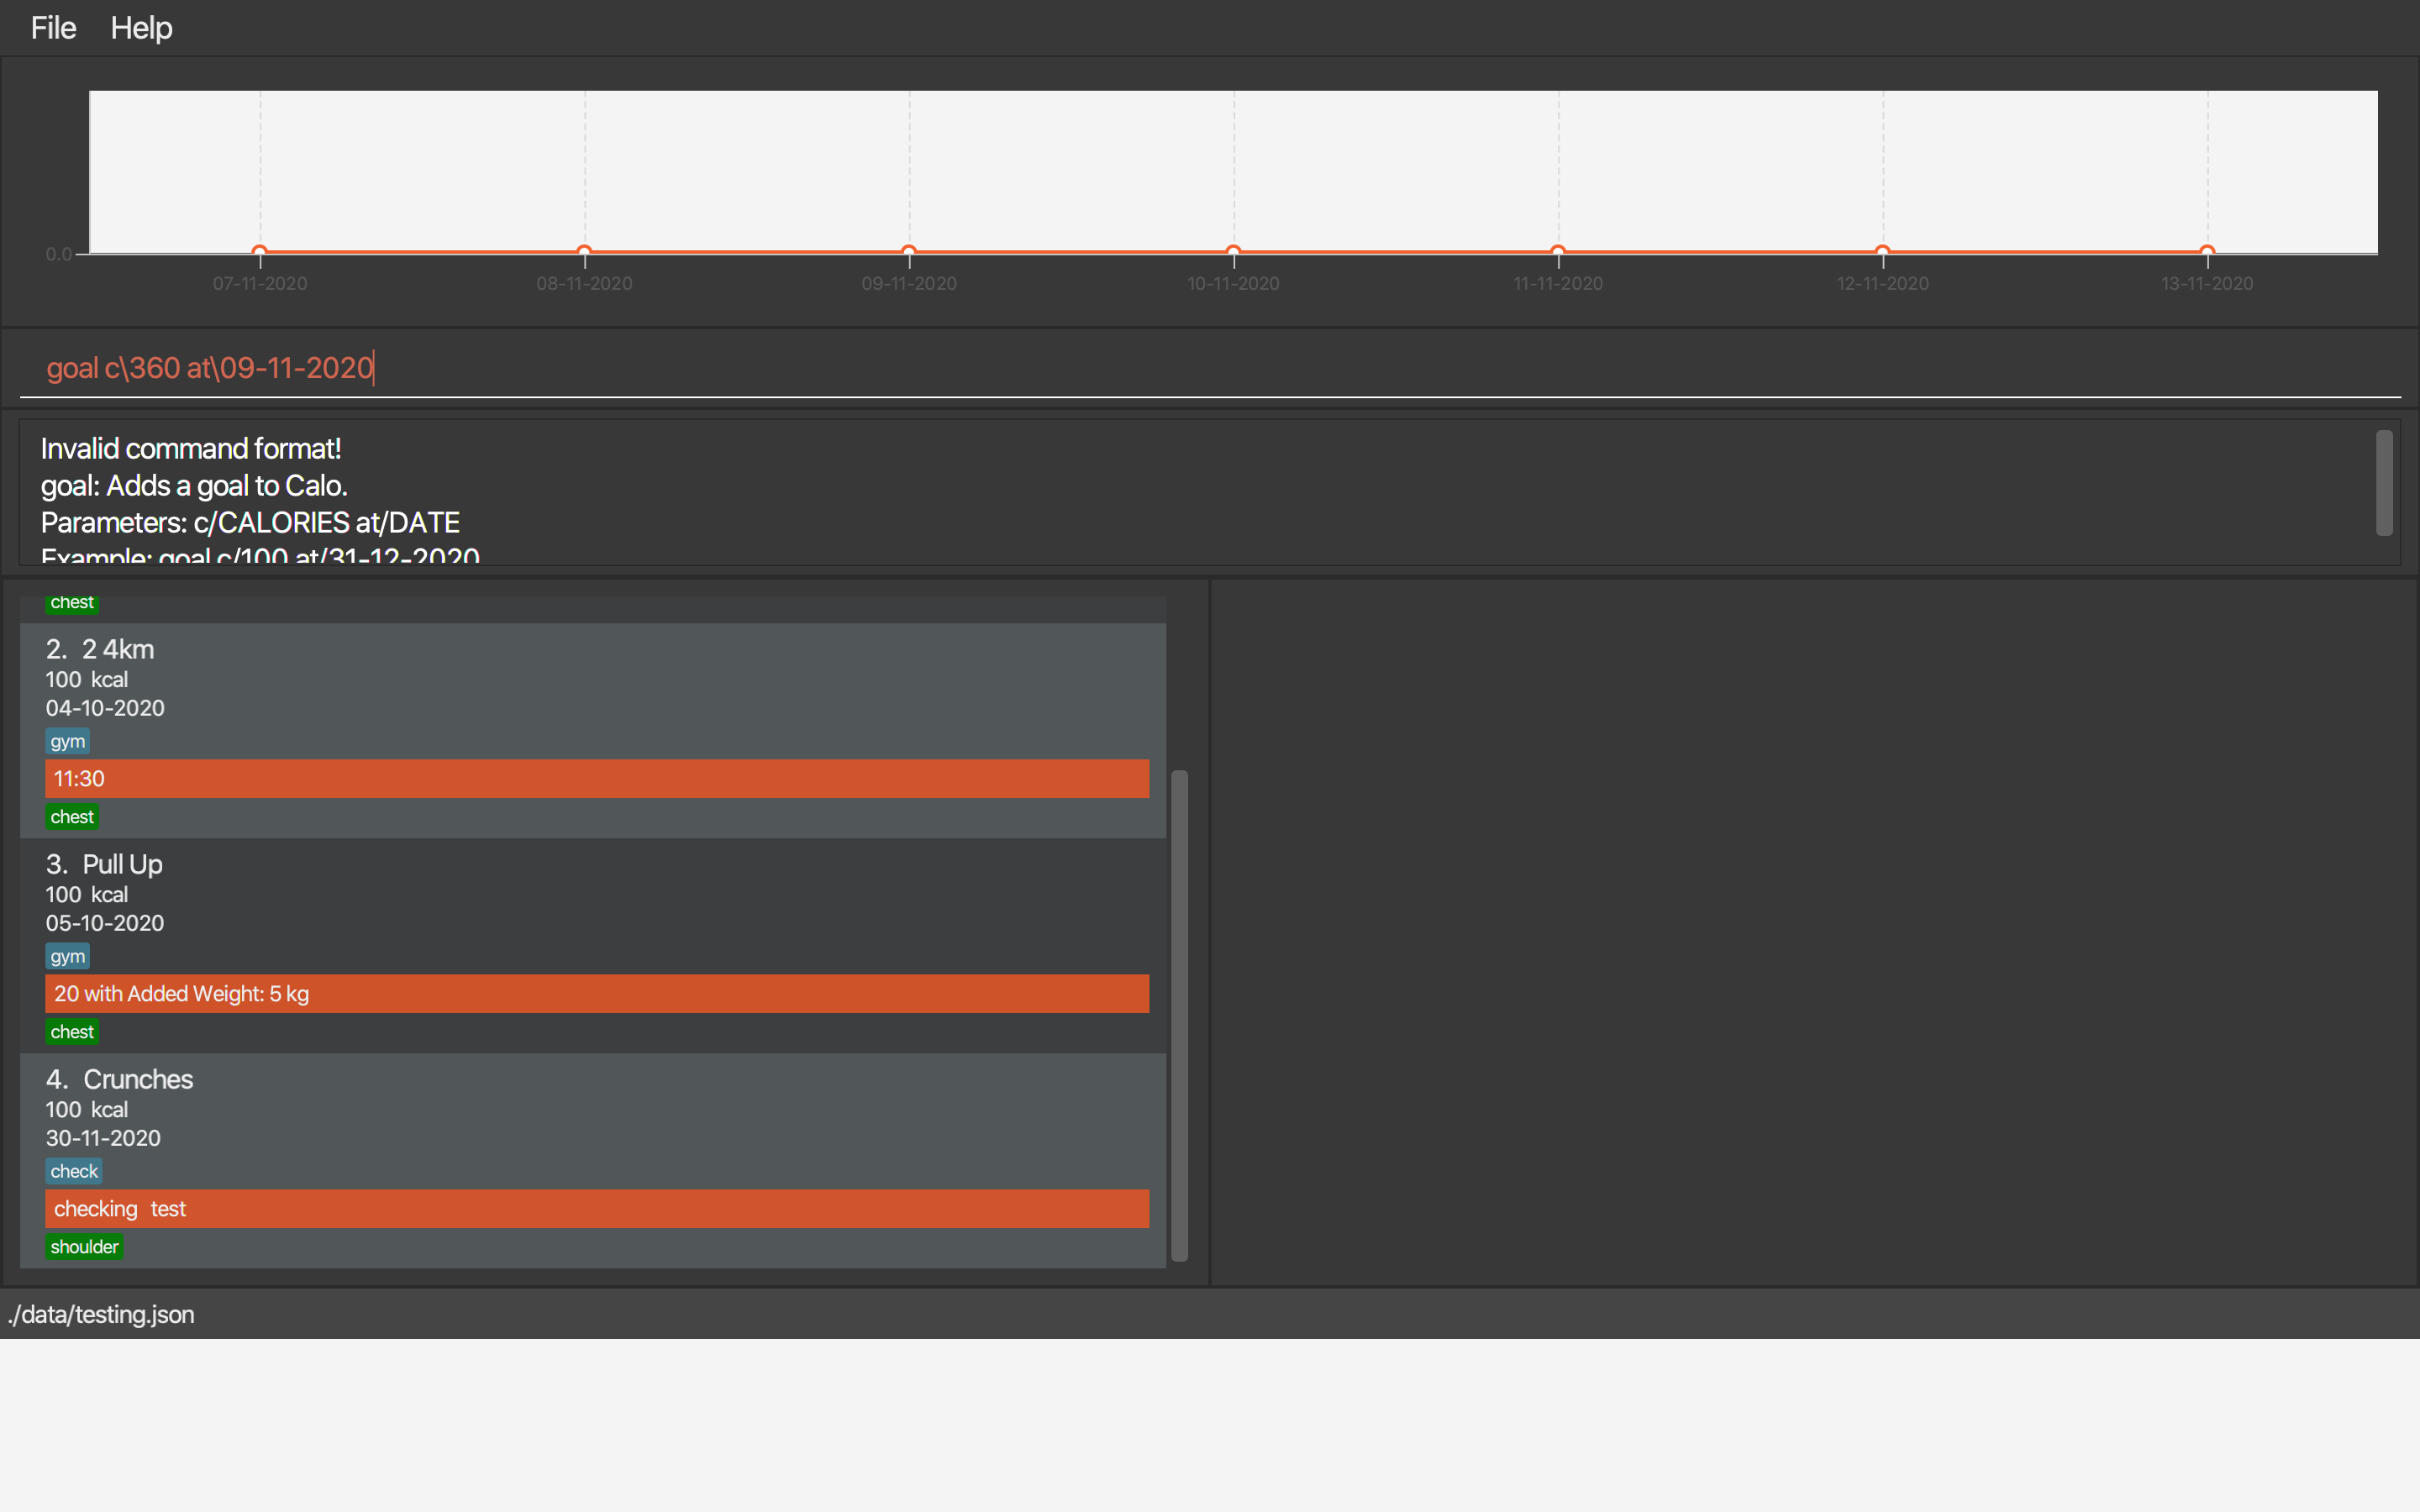 File Help
0.0
07-11-2020 08-11-2020 09-11-2020 10-11-2020 11-11-2020 12-11-2020 13-11-2020
goal c\360 at\09-11-2020
Invalid command format!
goal: Adds a goal to Calo.
Parameters: c/CALORIES at/DATE
Example: goal c/100 at/31-12-2020
chest
2. 2 4km
100 kcal
04-10-2020
gym
11:30
chest
3. Pull Up
100 kcal
05-10-2020
gym
20 with Added Weight: 5 kg
chest
4. Crunches
100 kcal
30-11-2020
check
checking test
shoulder
./data/testing.json